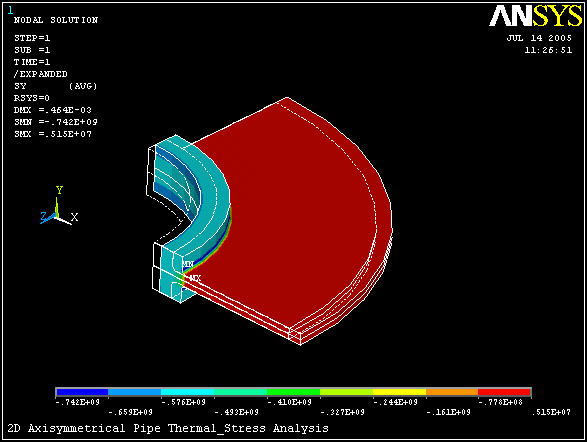 1
NODAL SOLUTION
ANSYS
STEP=1
SUB =1
TIME=1
/EXPANDED
SY (AVG)
RSYS=0
DMX =.464E-03
SMN =-.742E+09
SMX =.515E+07
JUL 14 2005
11:26:51
Y
Z X
MN
MX
-.742E+09 -.576E+09 -.410E+09 -.244E+09 -.778E+08
-.659E+09 -.493E+09 -.327E+09 -.161E+09 .515E+07
2D Axisymmetrical Pipe Thermal_Stress Analysis